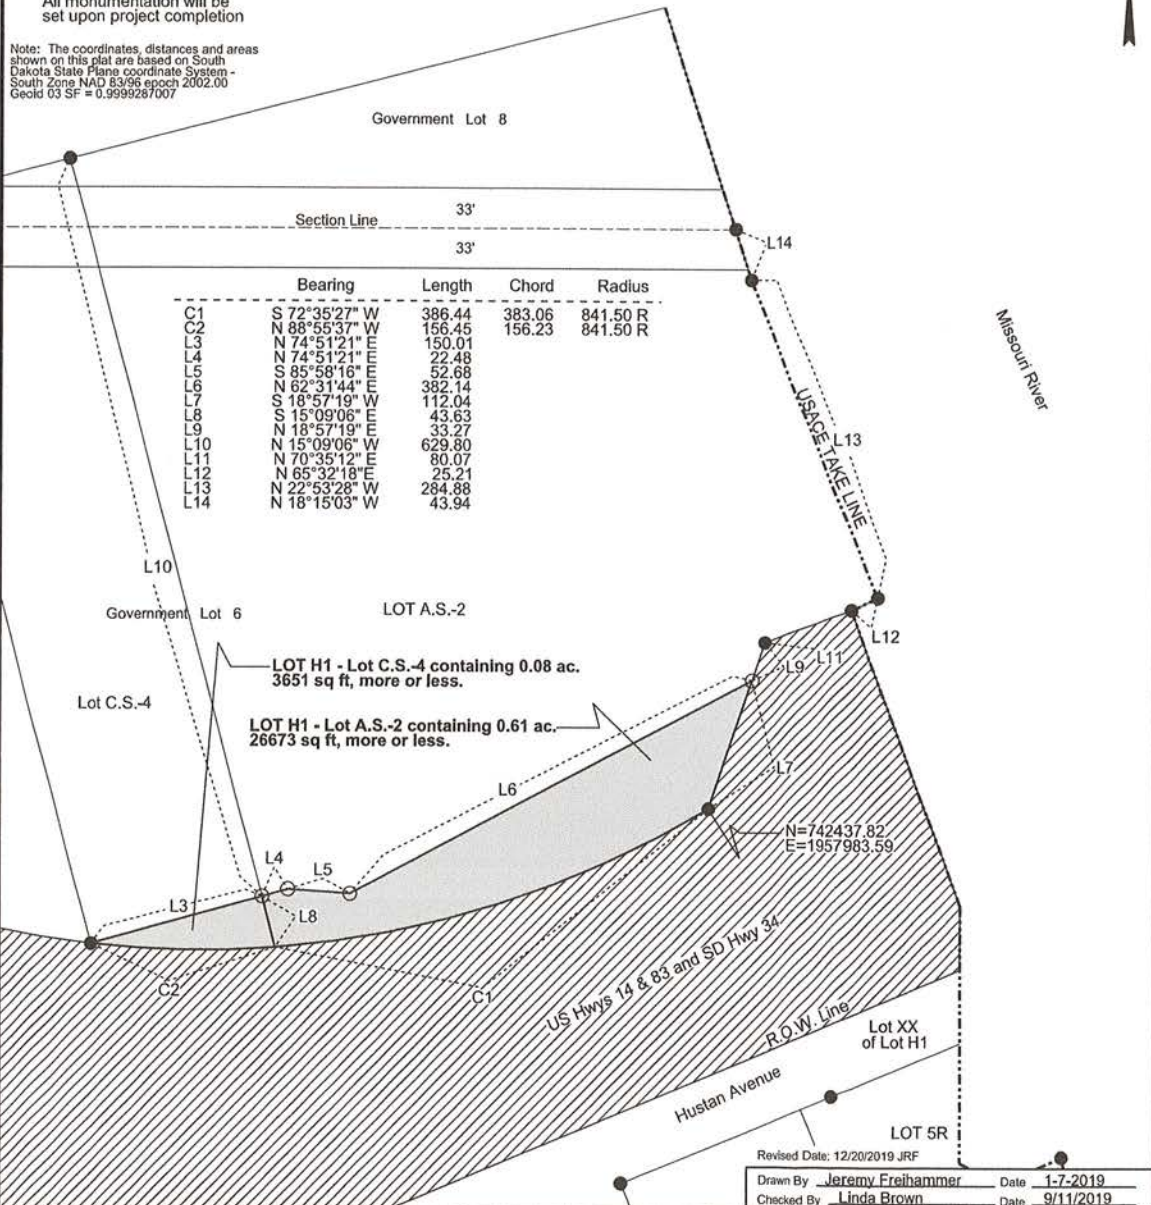 All monumentation will be
set upon project completion
Note: The coordinates, distances and areas
shown on this plat are based on South
Dakota State Plane coordinate System -
South Zone NAD 83/96 epoch 2002.00
Geoid 03 SF = 0.9999287007
Government Lot 8
33'
Section Line
33'
L14
Bearing Length Chord Radius
C1 S 72°35'27" W 386.44 383.06 841.50 R
C2 N 88°55'37" W 156.45 156.23 841.50 R
L3 N 74°51'21" E 150.01
L4 N 74°51'21" E 22.48
L5 S 85°58'16" E 52.68
L6 N 62°31'44" E 382.14
L7 S 18°57'19" W 112.04
L8 S 15°09'06" E 43.63
L9 N 18°57'19" E 33.27
L10 N 15°09'06" W 629.80
L11 N 70°35'12" E 80.07
L12 N 65°32'18"E 25.21
L13 N 22°53'28" W 284.88
L14 N 18°15'03" W 43.94
Missouri River
USACE TAKE LINE
L13
L10
Government Lot 6
LOT A.S.-2
L12
L11
L9
LOT H1 - Lot C.S.-4 containing 0.08 ac.
3651 sq ft, more or less.
Lot C.S.-4
LOT H1 - Lot A.S.-2 containing 0.61 ac.
26673 sq ft, more or less.
L7
L6
N=742437.82
E=1957983.59
L4
L5
L3
L8
C2
C1
US Hwys 14 & 83 and SD Hwy 34
R.O.W. Line
Lot XX
of Lot H1
Hustan Avenue
LOT 5R
Revised Date: 12/20/2019 JRF
Drawn By Jeremy Freihammer Date 1-7-2019
Checked By Linda Brown Date 9/11/2019